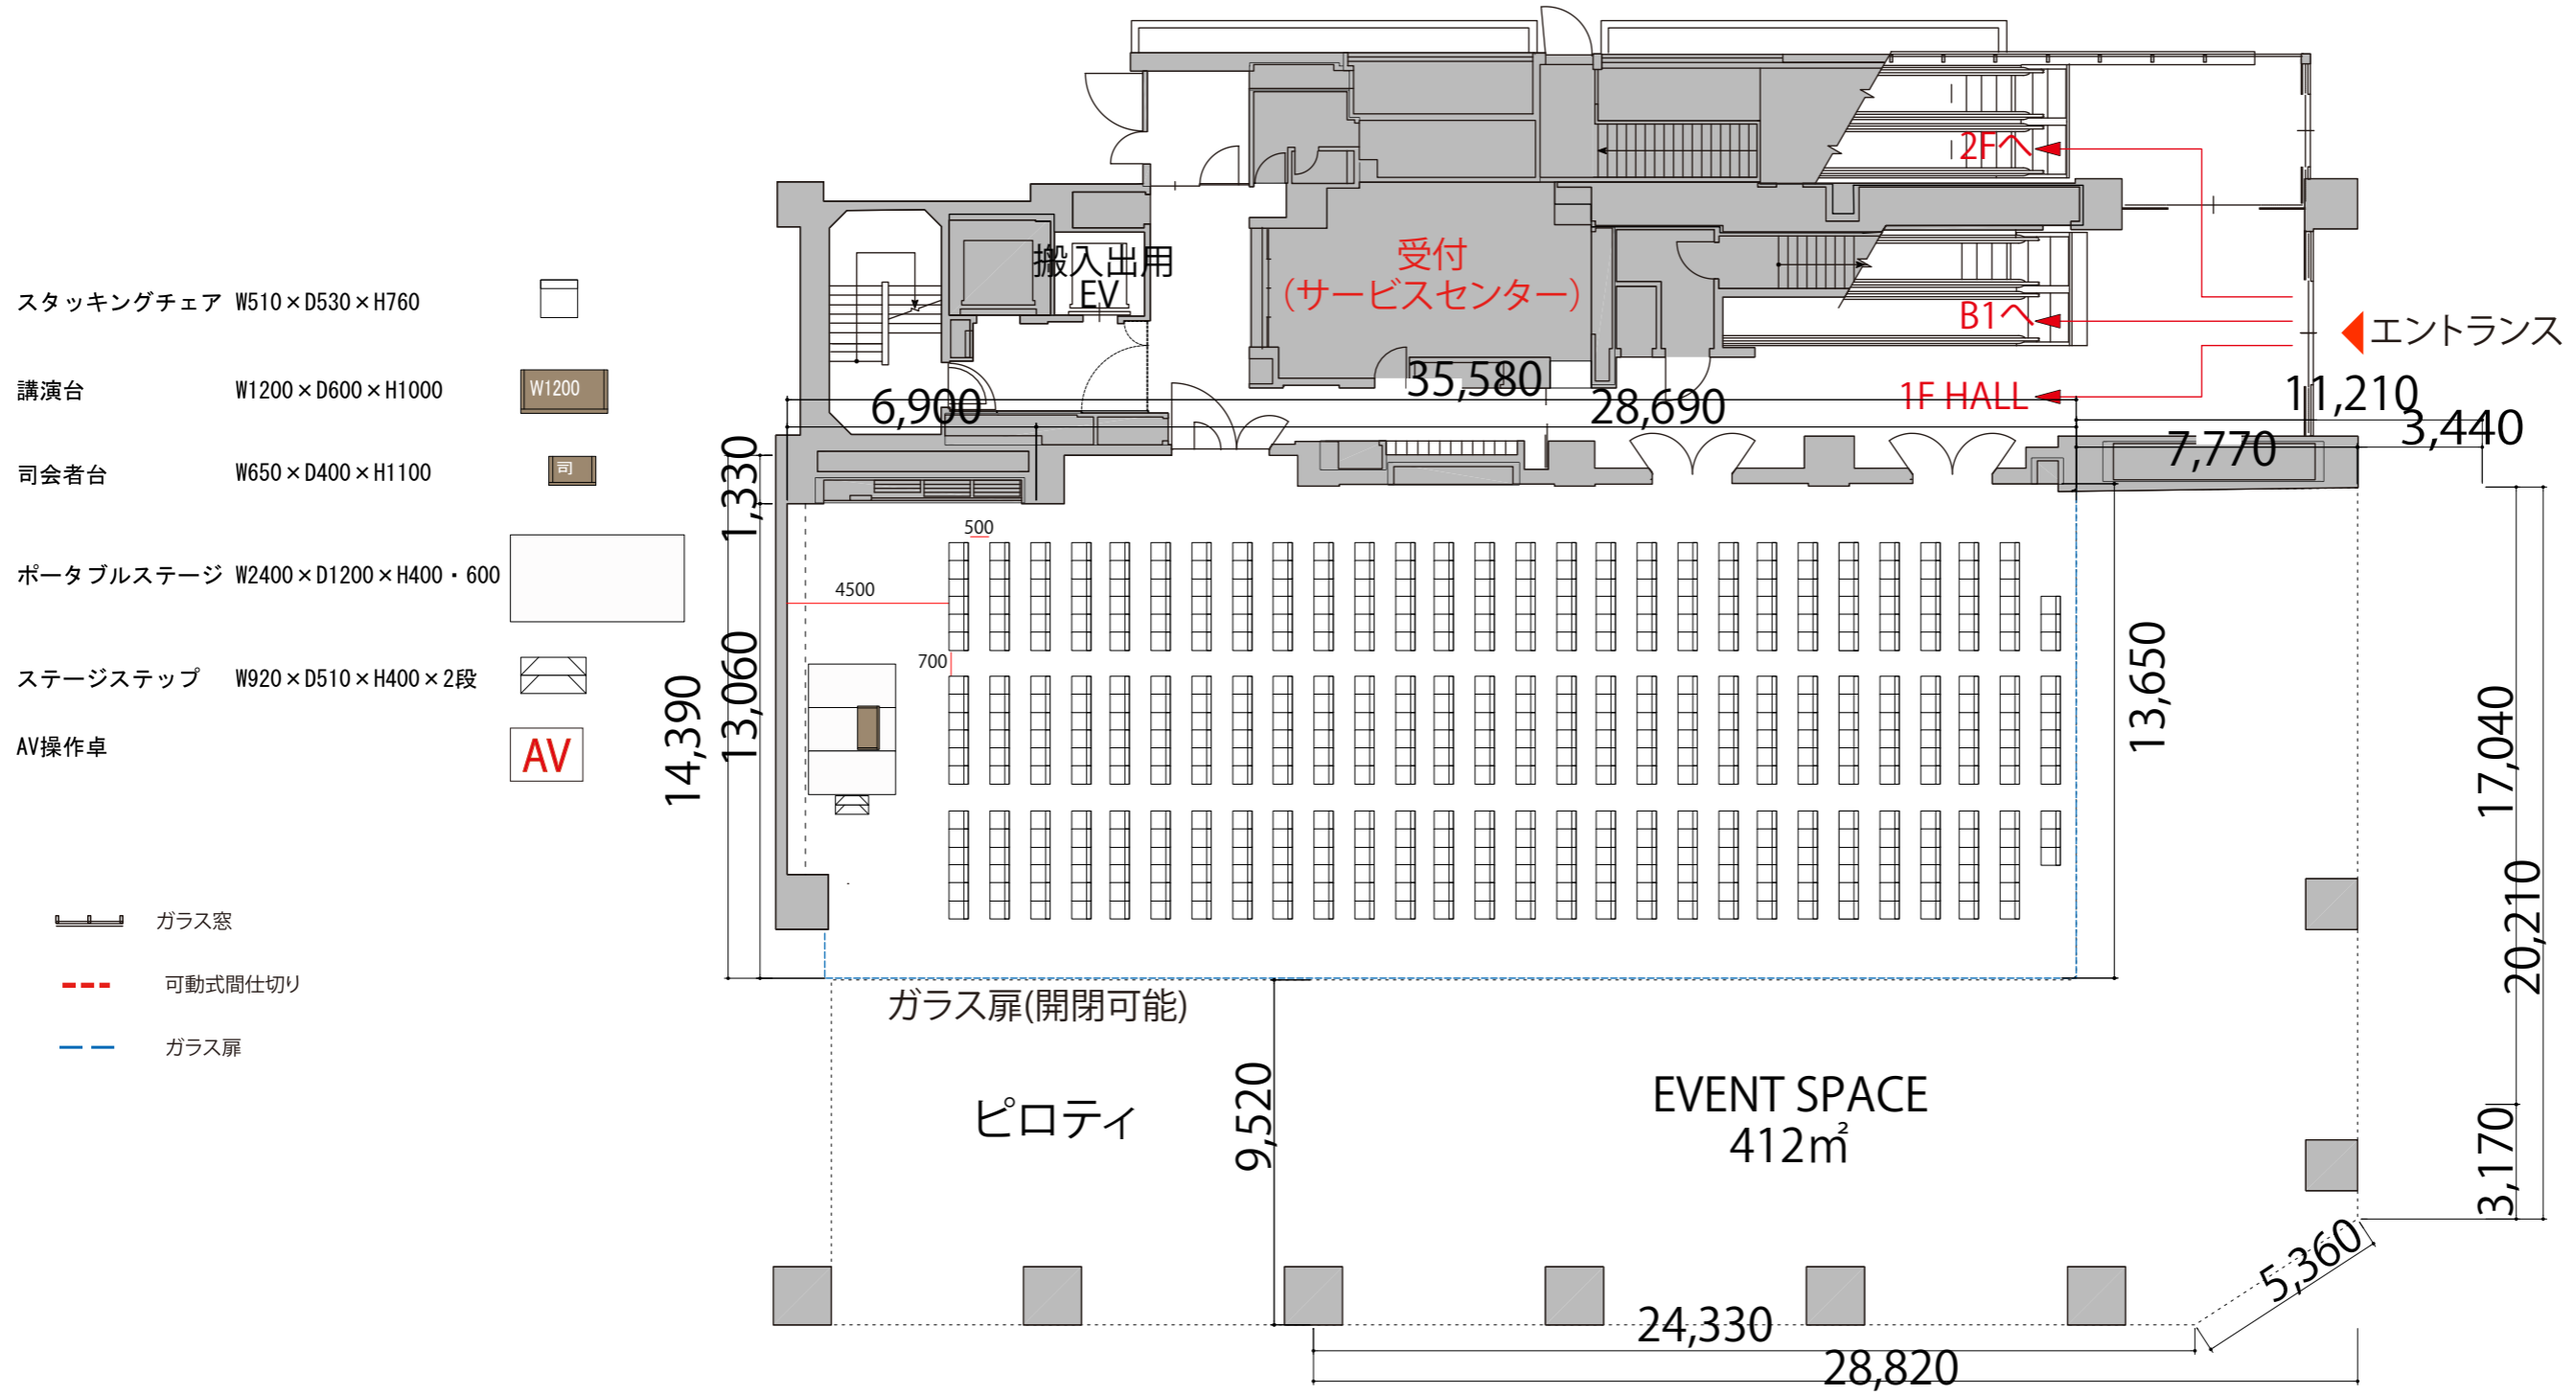 スタッキングチェア W510×D530×H760
講演台 W1200×D600×H1000
W1200
司会者台 W650×D400×H1100
司
ポータブルステージ W2400×D1200×H400・600
ステージステップ W920×D510×H400×2段
AV操作卓
AV
ガラス窓
可動式間仕切り
ガラス扉
搬入出用
EV
受付
(サービスセンター)
2Fへ
B1へ
1F HALL
エントランス
35,580
6,900
28,690
11,210
3,440
7,770
1,330
13,060
14,390
500
4500
700
13,650
17,040
20,210
3,170
ガラス扉(開閉可能)
ピロティ
9,520
EVENT SPACE
412㎡
5,360
24,330
28,820